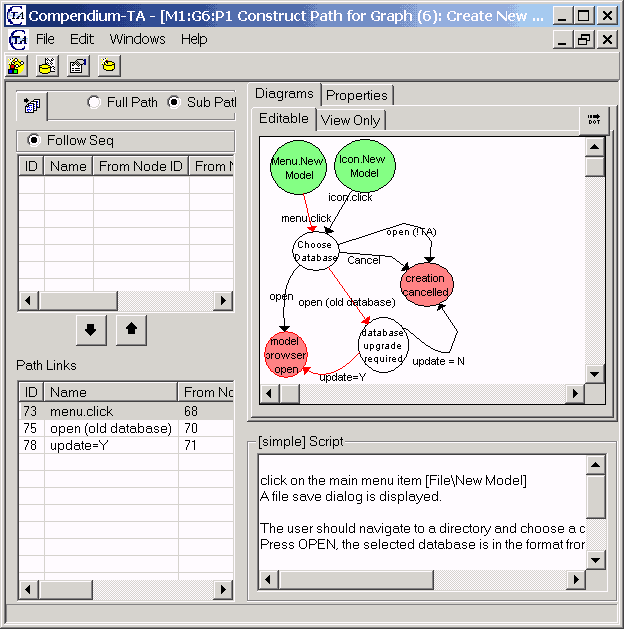 Compendium-TA - [M1:G6:P1 Construct Path for Graph (6): Create New ...
File Edit Windows Help
Full Path Sub Path
Follow Seq
ID Name From Node ID From N
Path Links
ID Name From No
73 menu.click 68
75 open (old database) 70
78 update=Y 71
Diagrams Properties
Editable View Only
DOT
Menu.New
Model
Icon.New
Model
icon.click
menu.click
open (!TA)
Choose
Database
Cancel
creation
cancelled
open
open (old database)
database
upgrade
required
model
browser
open
update = N
update=Y
[simple] Script
click on the main menu item [File\New Model]
A file save dialog is displayed.
The user should navigate to a directory and choose a d
Press OPEN, the selected database is in the format from